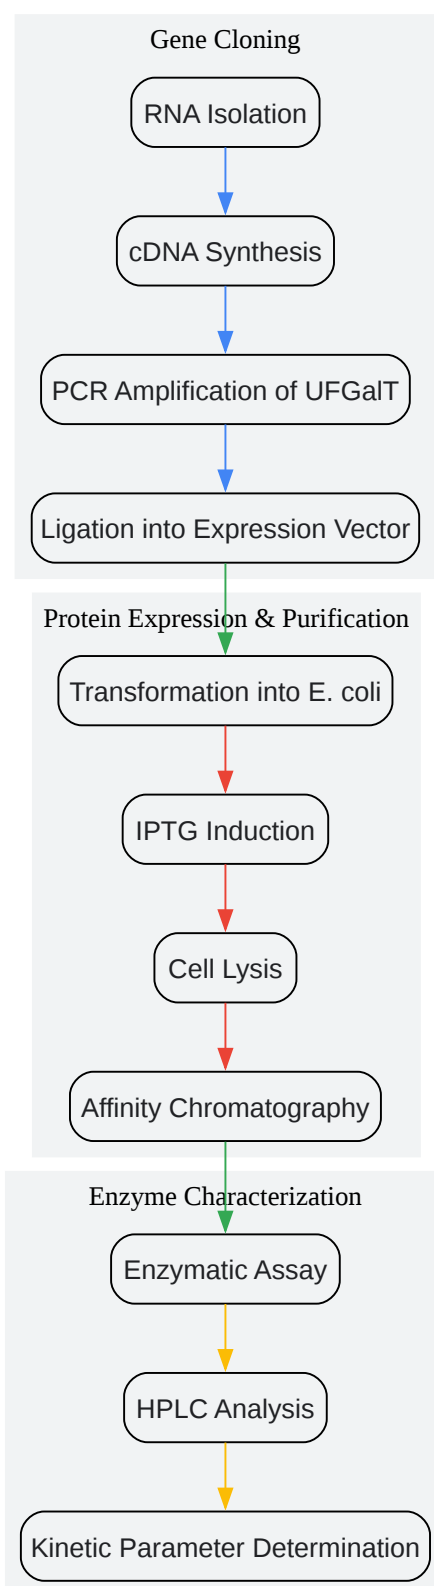 Gene Cloning
RNA Isolation
cDNA Synthesis
PCR Amplification of UFGalT
Ligation into Expression Vector
Protein Expression & Purification
Transformation into E. coli
IPTG Induction
Cell Lysis
Affinity Chromatography
Enzyme Characterization
Enzymatic Assay
HPLC Analysis
Kinetic Parameter Determination